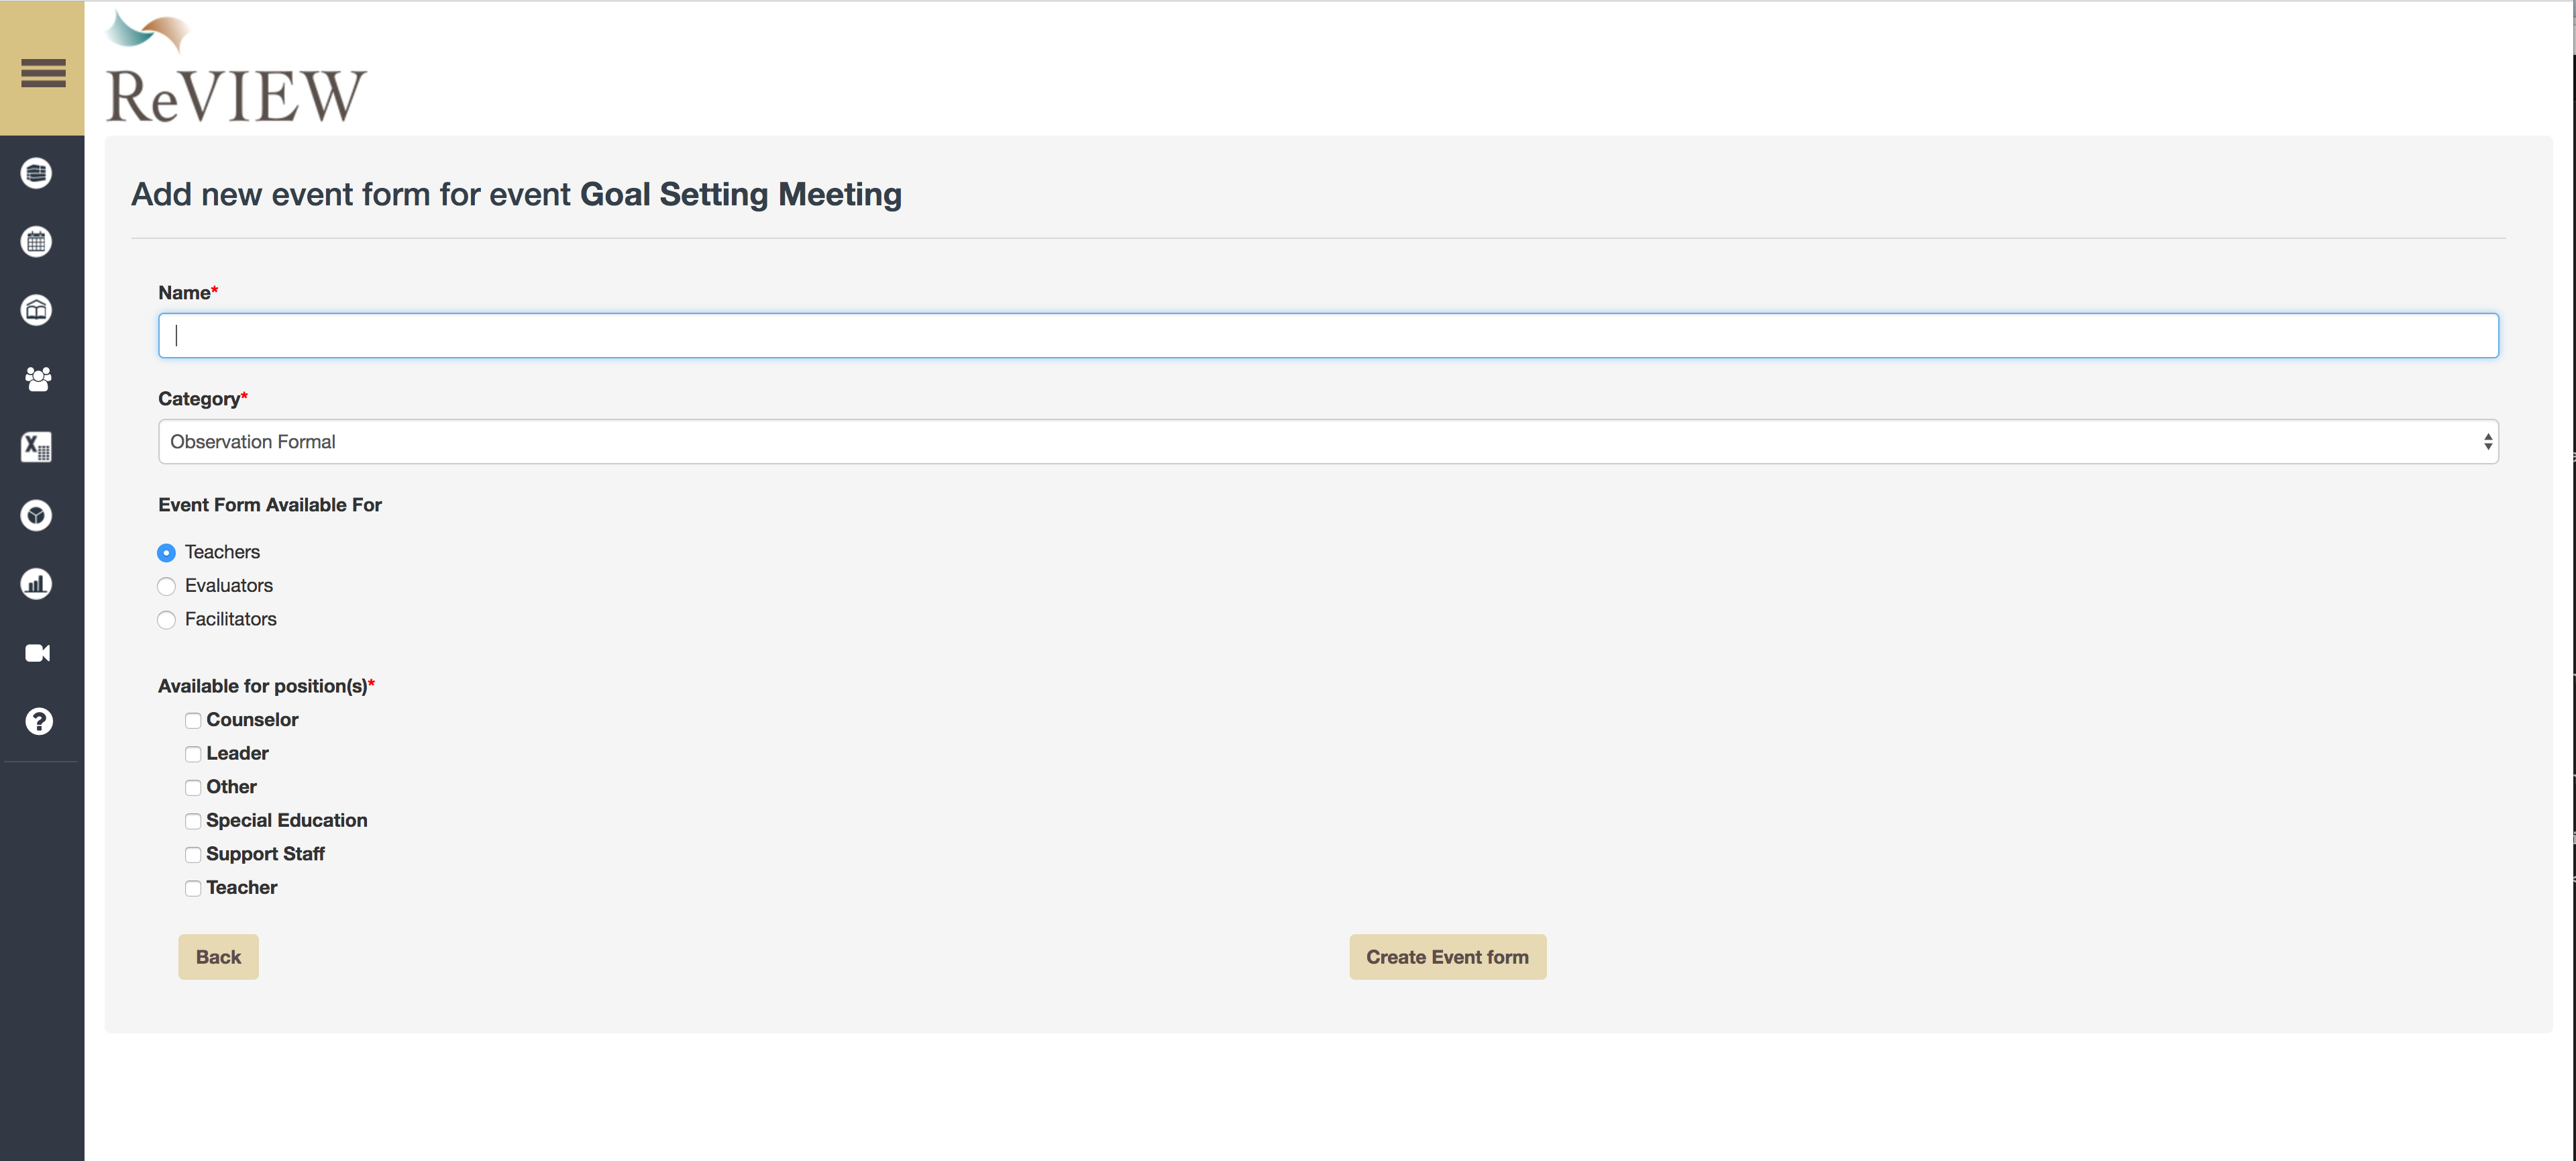 ReVIEW
Add new event form for event Goal Setting Meeting
Name*
Category*
Observation Formal
Event Form Available For
Teachers
Evaluators
Facilitators
Available for position(s)*
Counselor
Leader
Other
Special Education
Support Staff
Teacher
Back
Create Event form